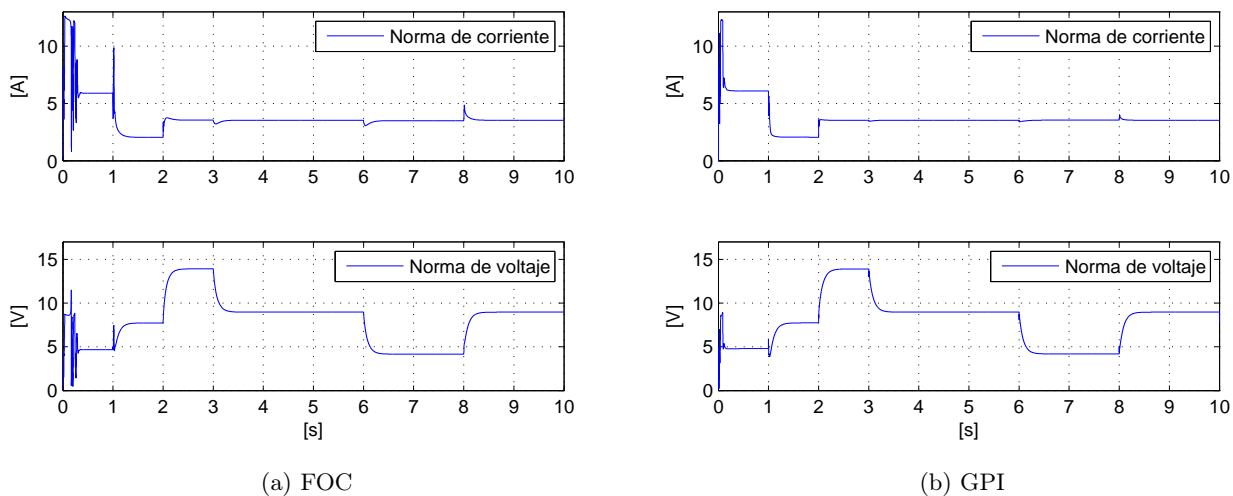 Norma de corriente
[A]
10
5
0
0 1 2 3 4 5 6 7 8 9 10
Norma de voltaje
[V]
15
10
5
0
0 1 2 3 4 5 6 7 8 9 10
[s]
(a) FOC
Norma de corriente
[A]
10
5
0
0 1 2 3 4 5 6 7 8 9 10
Norma de voltaje
[V]
15
10
5
0
0 1 2 3 4 5 6 7 8 9 10
[s]
(b) GPI